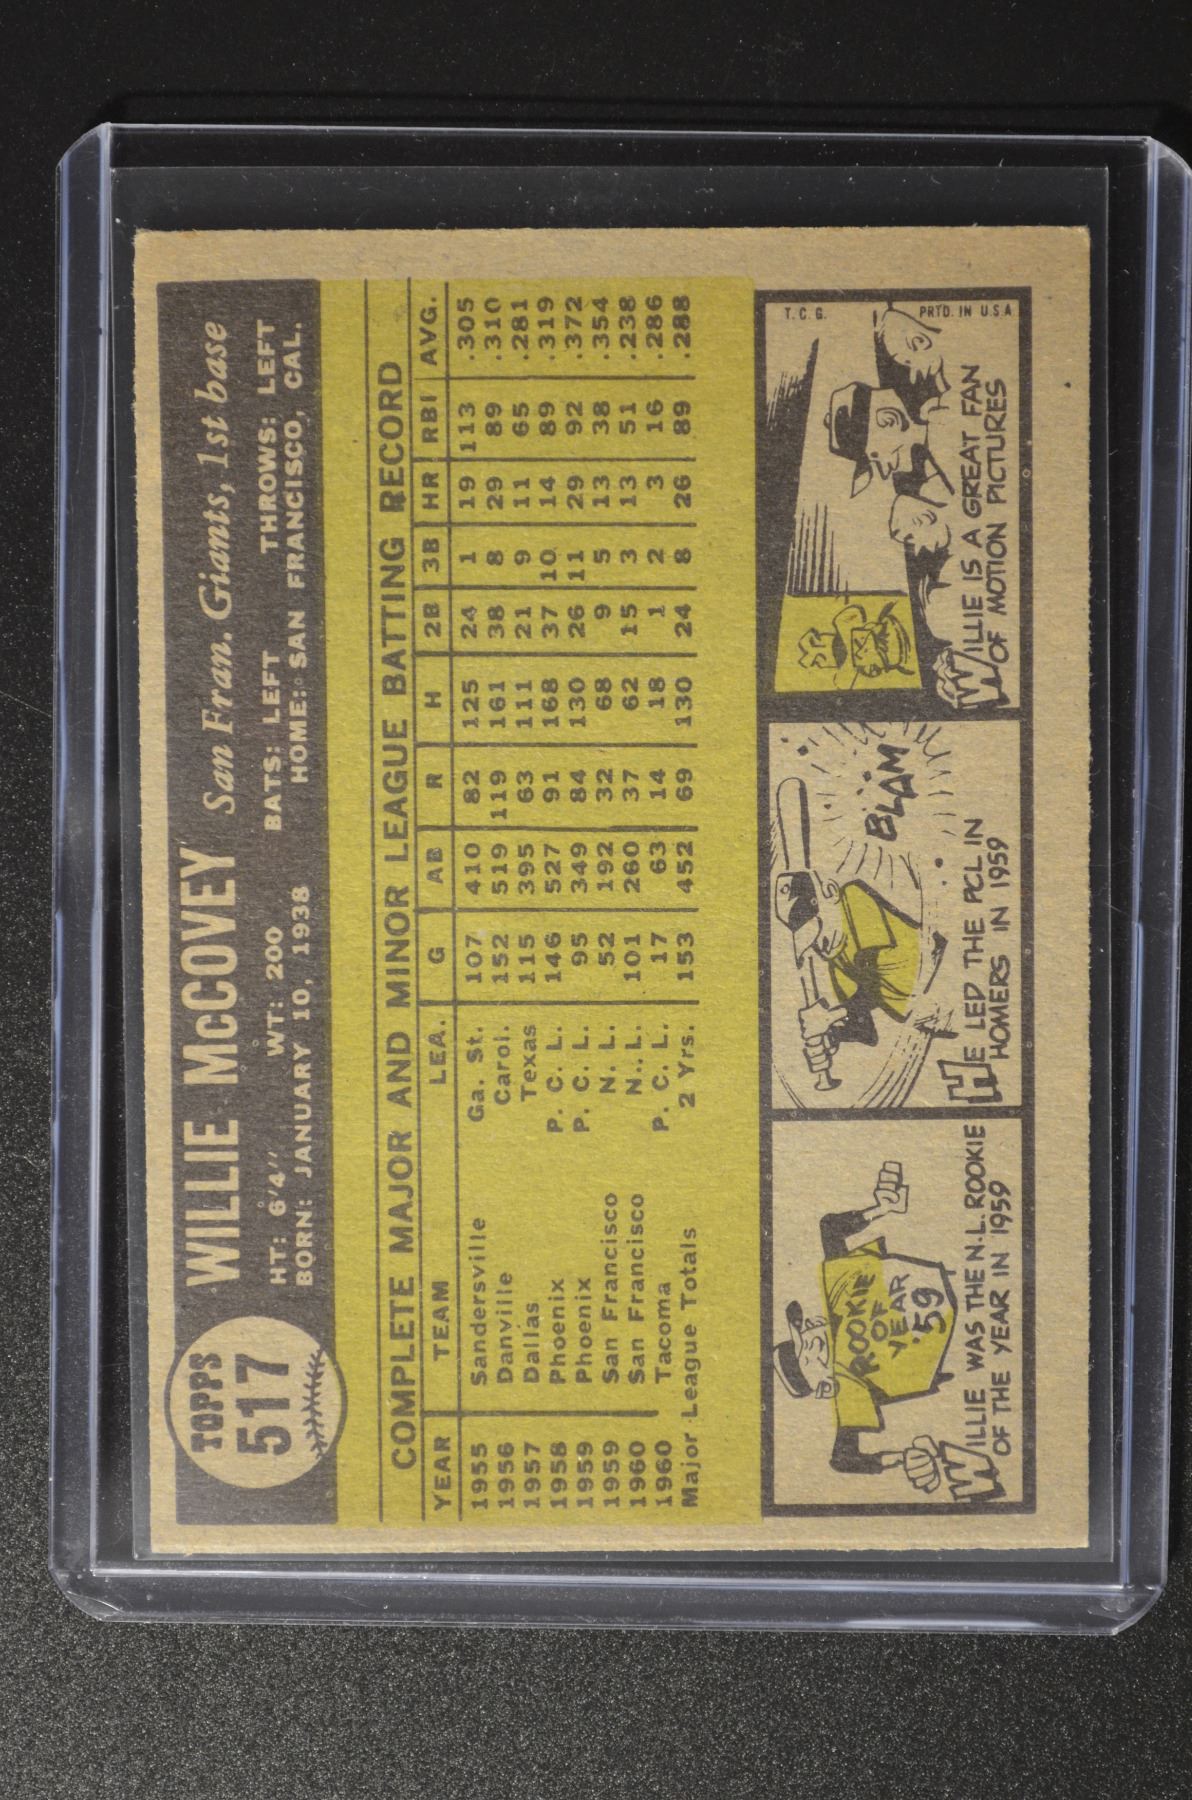 TOPPS
517
WILLIE McCOVEY San Fran. Giants, 1st base
HT: 6'4" WT: 200 BATS: LEFT THROWS: LEFT
BORN: JANUARY 10, 1938 HOME: SAN FRANCISCO, CAL.
COMPLETE MAJOR AND MINOR LEAGUE BATTING RECORD
YEAR TEAM LEA. G AB R H 2B 3B HR RBI AVG.
1955 Sandersville Ga. St. 107 410 82 125 24 1 19 113 .305
1956 Danville Carol. 152 519 119 161 38 8 29 89 .310
1957 Dallas Texas 115 395 63 111 21 9 11 65 .281
1958 Phoenix P. C. L. 146 527 91 168 37 10 14 89 .319
1959 Phoenix P. C. L. 95 349 84 130 26 11 29 92 .372
1959 San Francisco N. L. 52 192 32 68 9 5 13 38 .354
1960 San Francisco N. L. 101 260 37 62 15 3 13 51 .238
1960 Tacoma P. C. L. 17 63 14 18 1 2 3 16 .286
Major League Totals 2 Yrs. 153 452 69 130 24 8 26 89 .288
ROOKIE
OF
YEAR
'59
WILLIE WAS THE N.L. ROOKIE
OF THE YEAR IN 1959
BLAM
HE LED THE PCL IN
HOMERS IN 1959
T.C.G.
PRTD. IN U.S.A
WILLIE IS A GREAT FAN
OF MOTION PICTURES